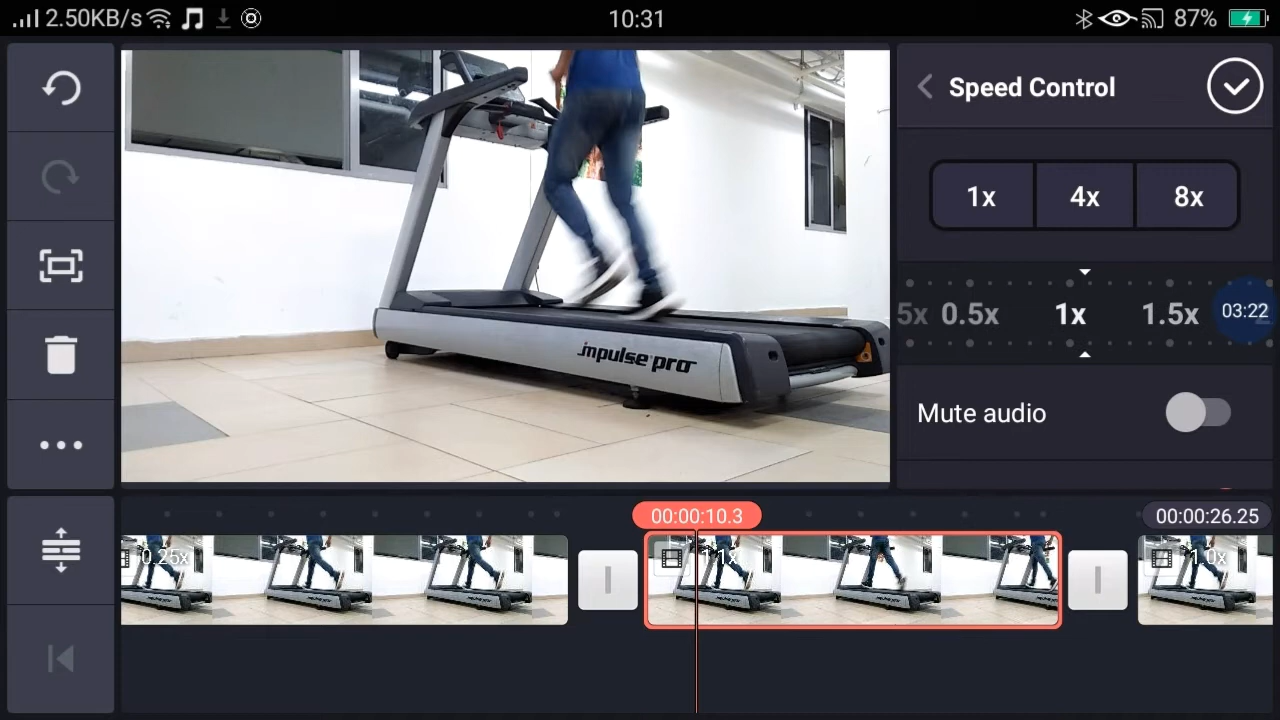 2.50KB/s 10:31 87%
Speed Control
1x 4x 8x
5x 0.5x 1x 1.5x 03:22
Mute audio
impulse pro
00:00:10.3 00:00:26.25
0.25x 1.1x 1.0x